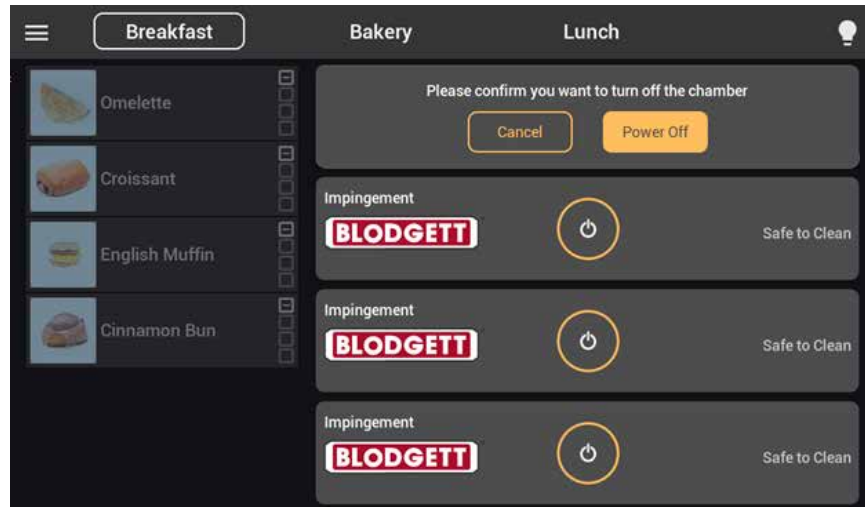 Breakfast
Bakery
Lunch
Omelette
Croissant
English Muffin
Cinnamon Bun
Please confirm you want to turn off the chamber
Cancel
Power Off
Impingement
BLODGETT
Safe to Clean
Impingement
BLODGETT
Safe to Clean
Impingement
BLODGETT
Safe to Clean